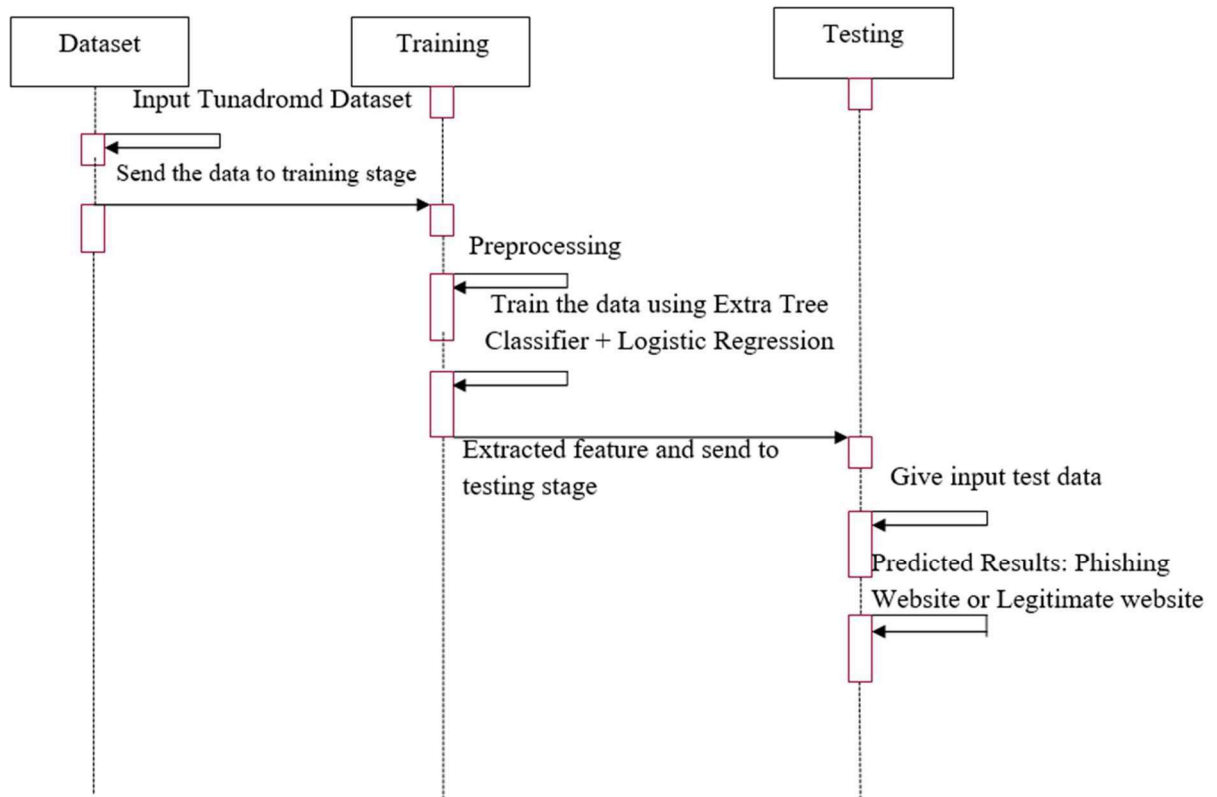 Dataset
Training
Testing
Input Tunadromd Dataset
Send the data to training stage
Preprocessing
Train the data using Extra Tree
Classifier + Logistic Regression
Extracted feature and send to
testing stage
Give input test data
Predicted Results: Phishing
Website or Legitimate website